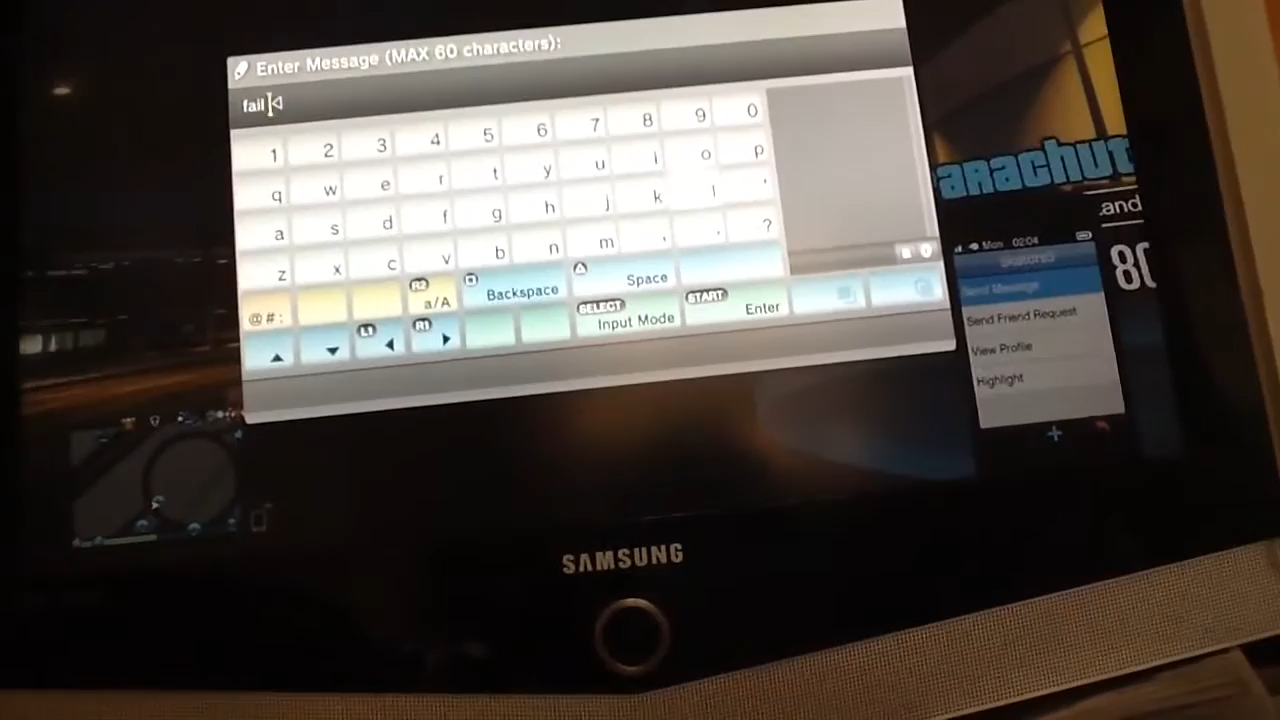 Enter Message (MAX 60 characters):
fail
1 2 3 4 5 6 7 8 9 0
q w e r t y u i o p
a s d f g h j k l '
z x c v b n m , . ?
@#: R2 a/A Backspace △ Space
L1 R1 SELECT Input Mode START Enter
arachut
and
80
Mon 02:04
Send Message
Send Friend Request
View Profile
Highlight
SAMSUNG